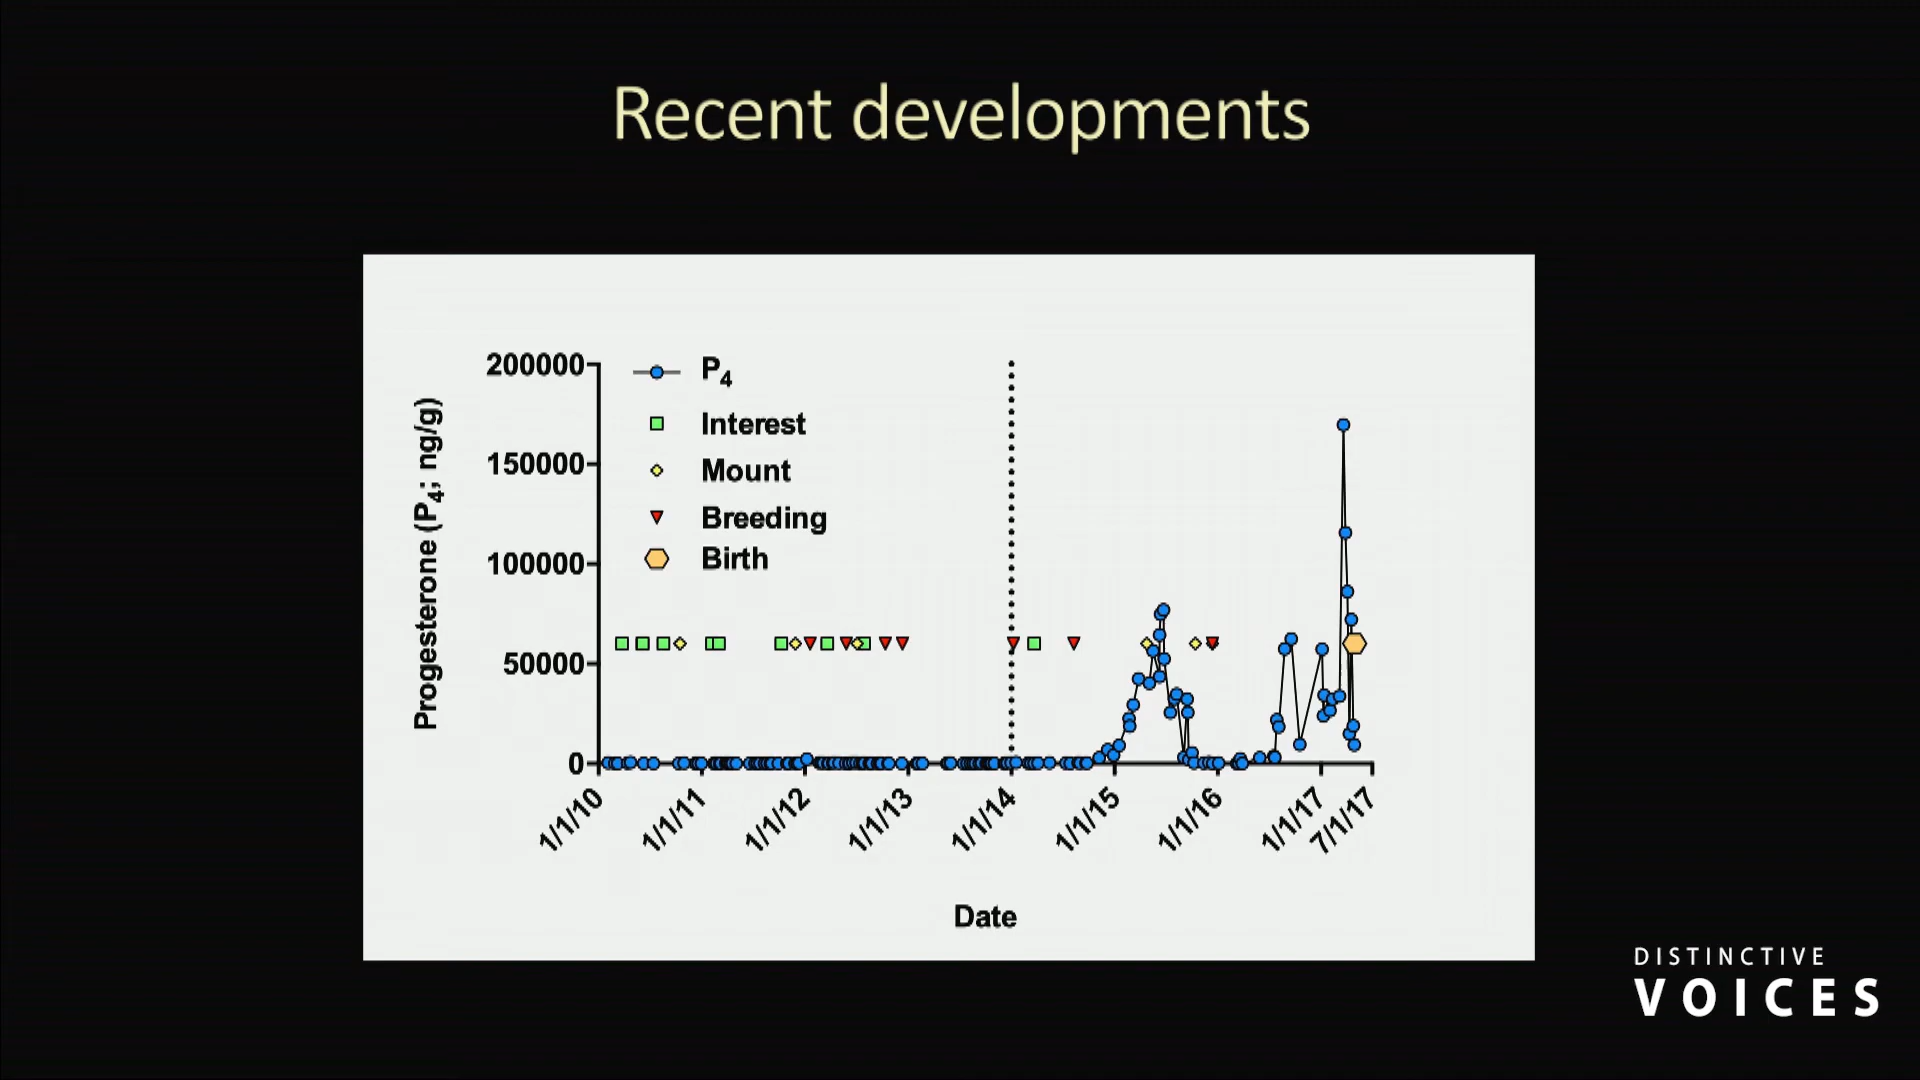 Recent developments
200000
150000
100000
50000
0
Progesterone (P4; ng/g)
P4
Interest
Mount
Breeding
Birth
1/1/10
1/1/11
1/1/12
1/1/13
1/1/14
1/1/15
1/1/16
1/1/17
7/1/17
Date
DISTINCTIVE
VOICES